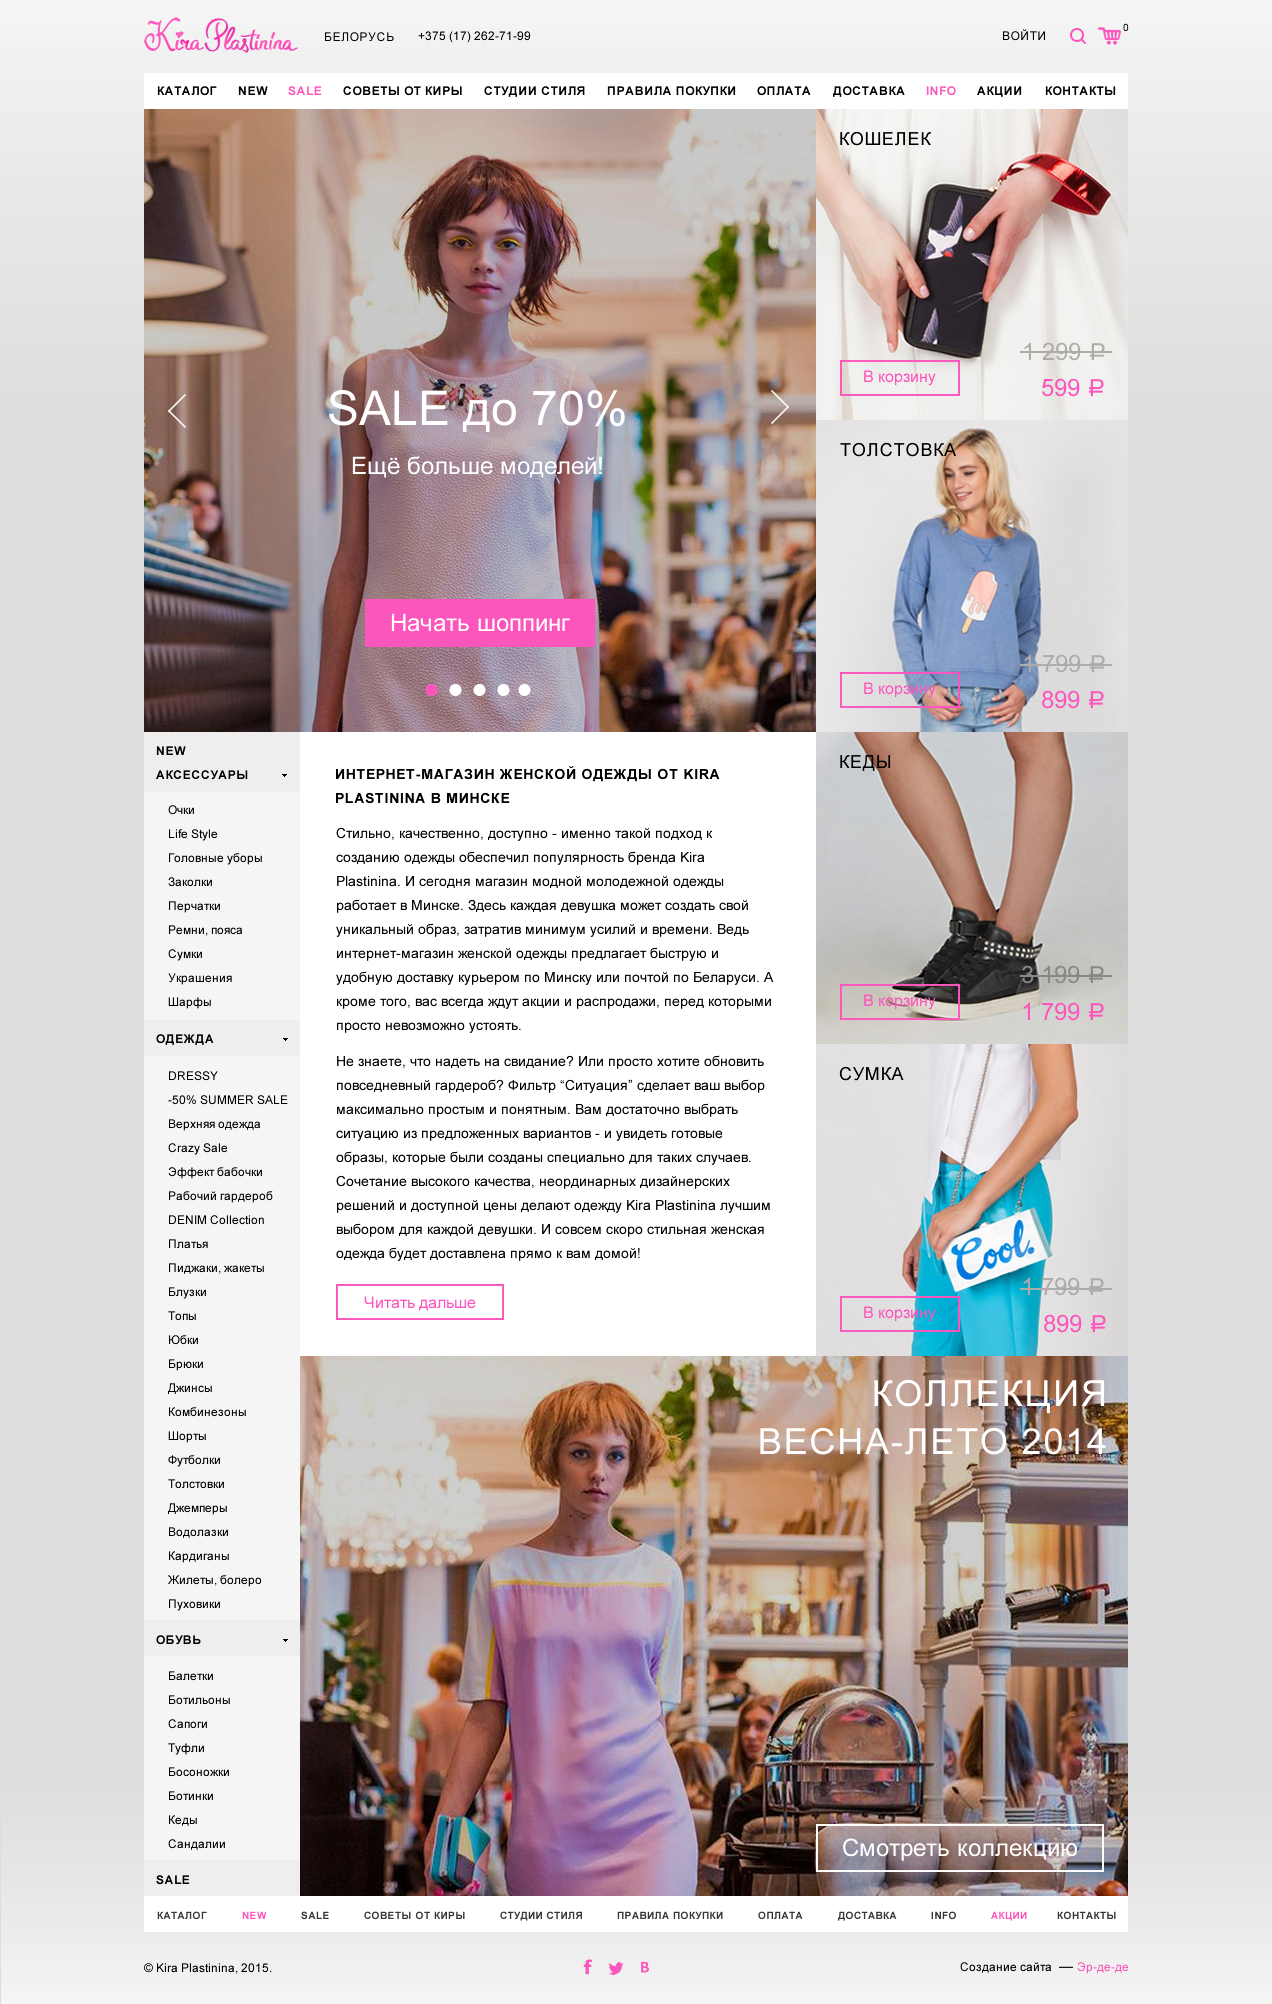 Kira Plastinina
БЕЛОРУСЬ
+375 (17) 262-71-99
ВОЙТИ
0
КАТАЛОГ NEW SALE СОВЕТЫ ОТ КИРЫ СТУДИИ СТИЛЯ ПРАВИЛА ПОКУПКИ ОПЛАТА ДОСТАВКА INFO АКЦИИ КОНТАКТЫ
SALE до 70%
Ещё больше моделей!
Начать шоппинг
КОШЕЛЕК
1 299 ₽
В корзину
599 ₽
ТОЛСТОВКА
1 799 ₽
В корзину
899 ₽
КЕДЫ
3 199 ₽
В корзину
1 799 ₽
СУМКА
Cool.
1 799 ₽
В корзину
899 ₽
NEW
АКСЕССУАРЫ
Очки
Life Style
Головные уборы
Заколки
Перчатки
Ремни, пояса
Сумки
Украшения
Шарфы
ОДЕЖДА
DRESSY
-50% SUMMER SALE
Верхняя одежда
Crazy Sale
Эффект бабочки
Рабочий гардероб
DENIM Collection
Платья
Пиджаки, жакеты
Блузки
Топы
Юбки
Брюки
Джинсы
Комбинезоны
Шорты
Футболки
Толстовки
Джемперы
Водолазки
Кардиганы
Жилеты, болеро
Пуховики
ОБУВЬ
Балетки
Ботильоны
Сапоги
Туфли
Босоножки
Ботинки
Кеды
Сандалии
SALE
ИНТЕРНЕТ-МАГАЗИН ЖЕНСКОЙ ОДЕЖДЫ ОТ KIRA
PLASTININA В МИНСКЕ
Стильно, качественно, доступно - именно такой подход к
созданию одежды обеспечил популярность бренда Kira
Plastinina. И сегодня магазин модной молодежной одежды
работает в Минске. Здесь каждая девушка может создать свой
уникальный образ, затратив минимум усилий и времени. Ведь
интернет-магазин женской одежды предлагает быструю и
удобную доставку курьером по Минску или почтой по Беларуси. А
кроме того, вас всегда ждут акции и распродажи, перед которыми
просто невозможно устоять.
Не знаете, что надеть на свидание? Или просто хотите обновить
повседневный гардероб? Фильтр “Ситуация” сделает ваш выбор
максимально простым и понятным. Вам достаточно выбрать
ситуацию из предложенных вариантов - и увидеть готовые
образы, которые были созданы специально для таких случаев.
Сочетание высокого качества, неординарных дизайнерских
решений и доступной цены делают одежду Kira Plastinina лучшим
выбором для каждой девушки. И совсем скоро стильная женская
одежда будет доставлена прямо к вам домой!
Читать дальше
КОЛЛЕКЦИЯ
ВЕСНА-ЛЕТО 2014
Смотреть коллекцию
КАТАЛОГ NEW SALE СОВЕТЫ ОТ КИРЫ СТУДИИ СТИЛЯ ПРАВИЛА ПОКУПКИ ОПЛАТА ДОСТАВКА INFO АКЦИИ КОНТАКТЫ
© Kira Plastinina, 2015.
Создание сайта — Эр-де-де